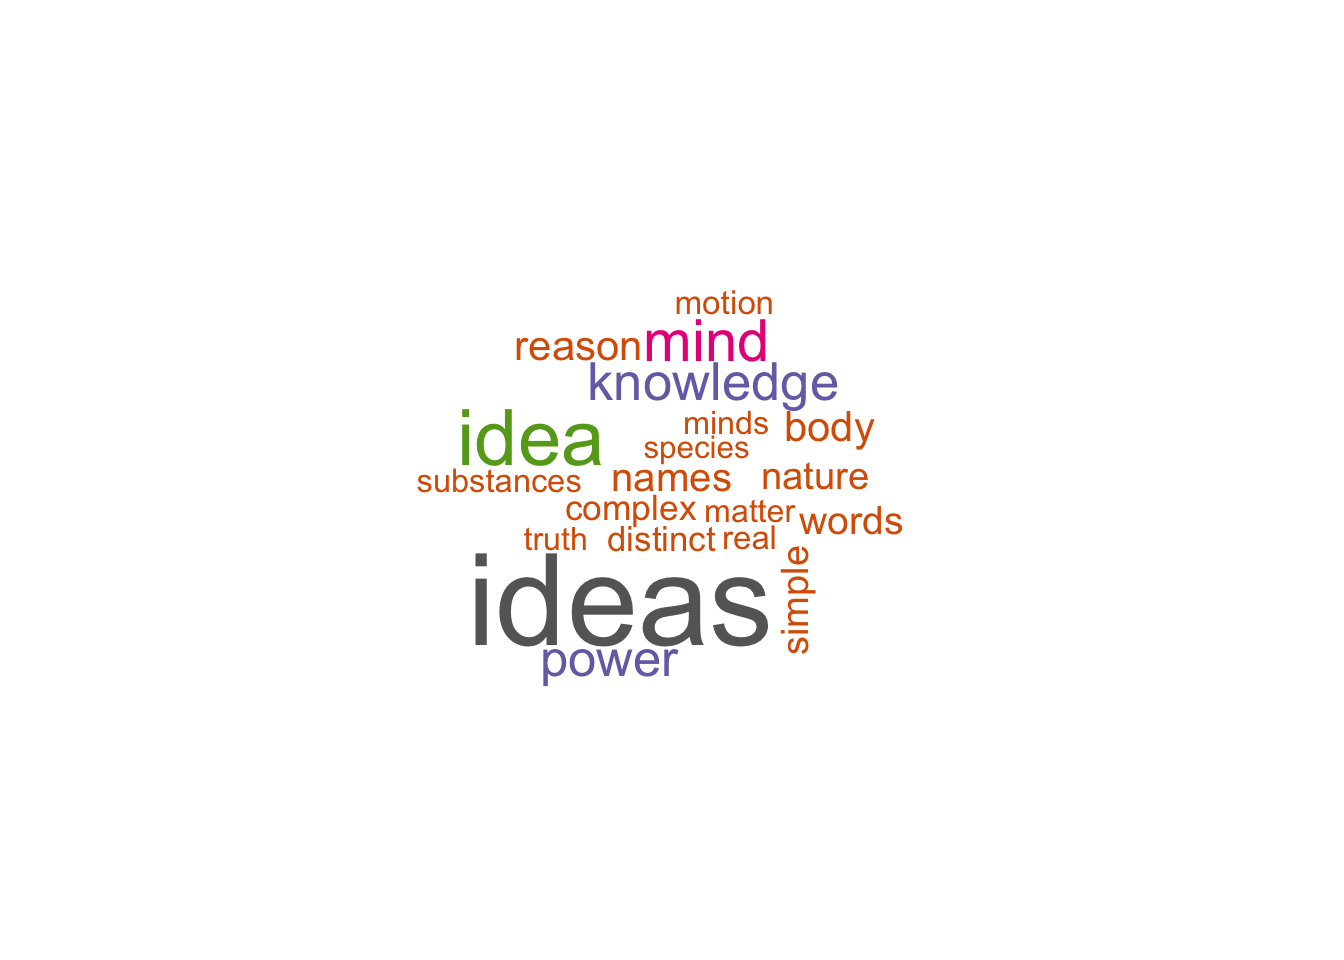 motion
reason mind
knowledge
idea minds body
species
substances names nature
complex matter words
truth distinct real
ideas simple
power